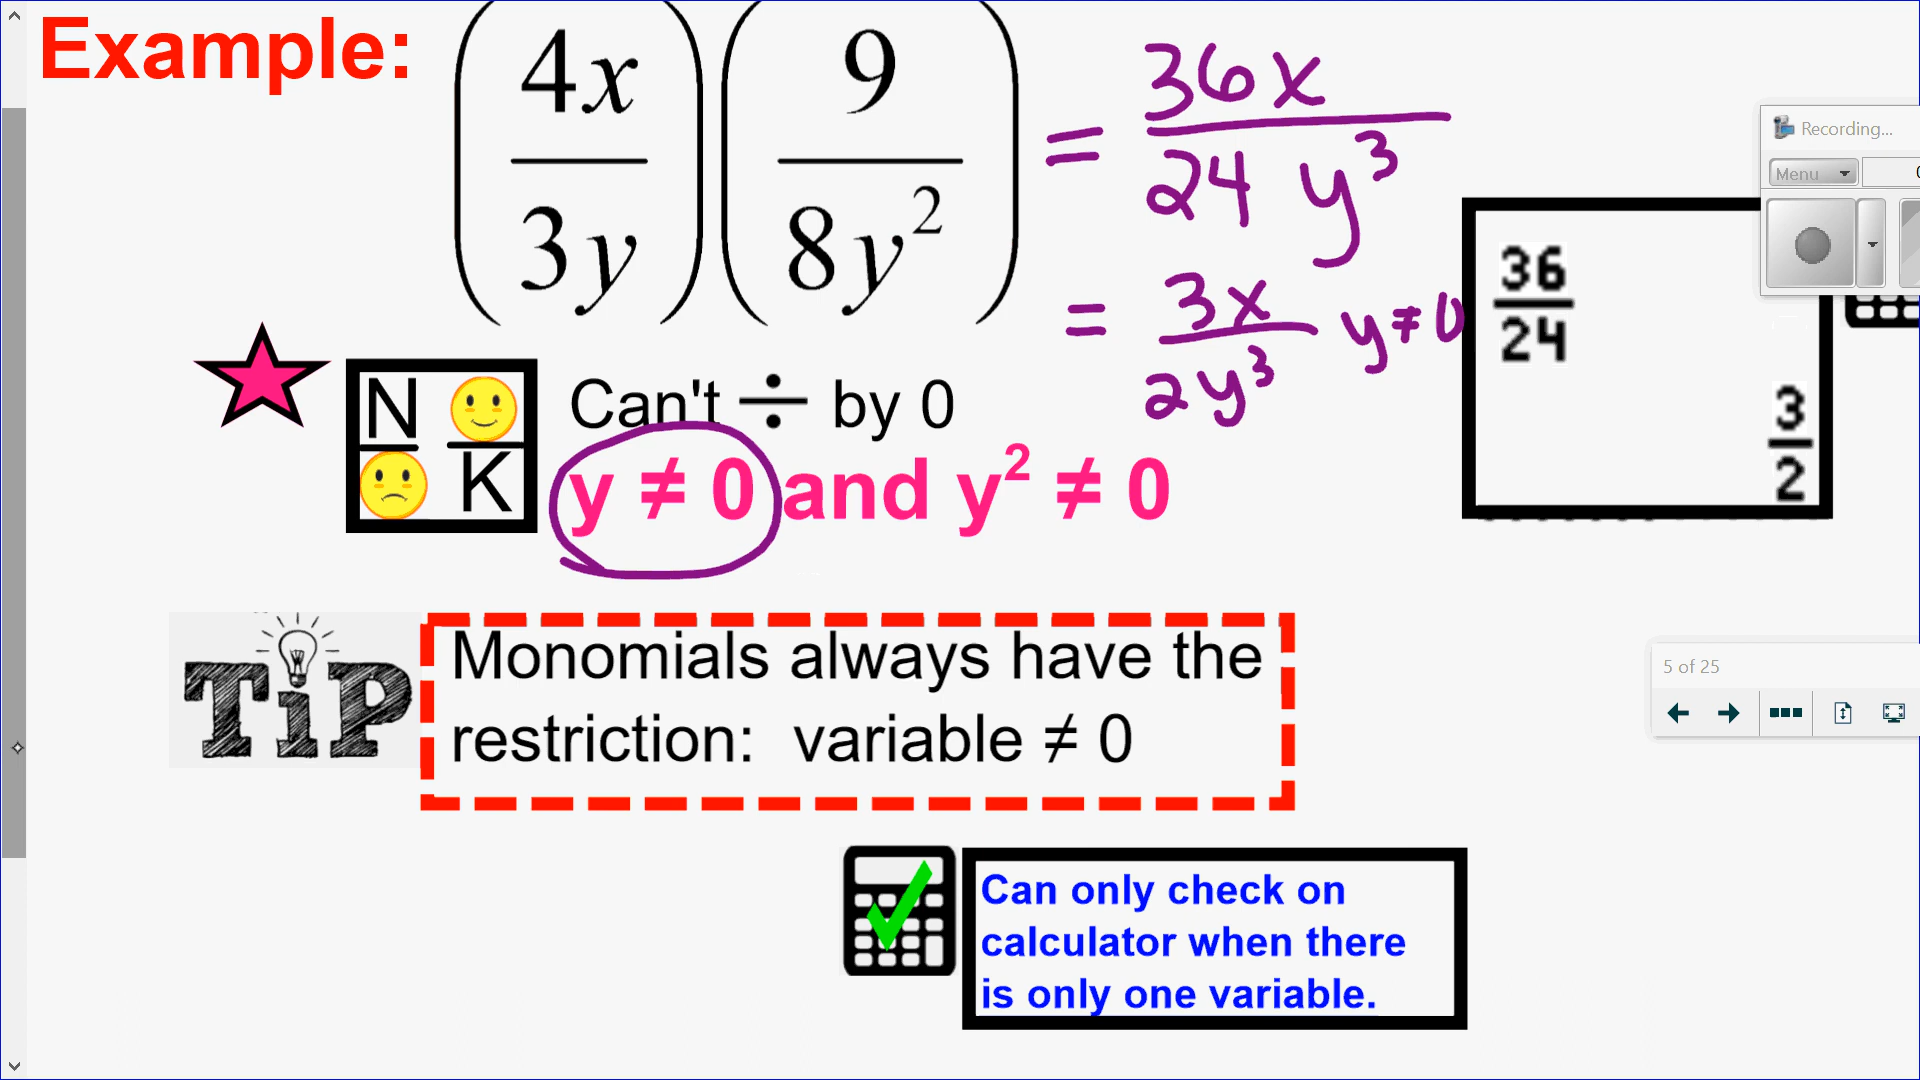 Example:
(4x/3y)(9/8y²) = 36x/24y³
= 3x/2y³ y≠0
36/24
3/2
N
K
Can't ÷ by 0
y ≠ 0 and y² ≠ 0
TiP
Monomials always have the
restriction: variable ≠ 0
Can only check on
calculator when there
is only one variable.
Recording...
Menu
5 of 25